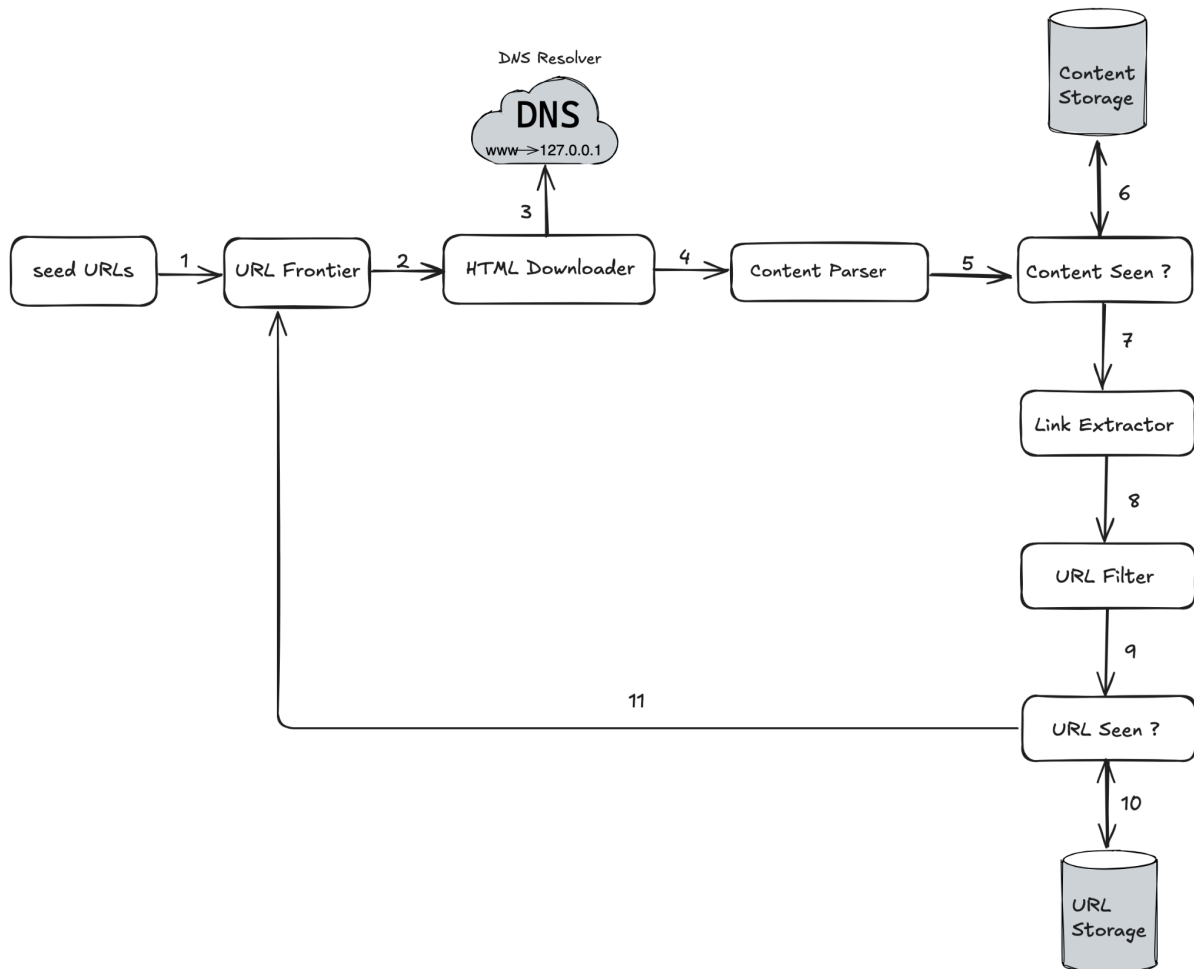 DNS Resolver
DNS
www→127.0.0.1
Content
Storage
3
6
seed URLs
1
URL Frontier
2
HTML Downloader
4
Content Parser
5
Content Seen ?
7
Link Extractor
8
URL Filter
9
11
URL Seen ?
10
URL
Storage